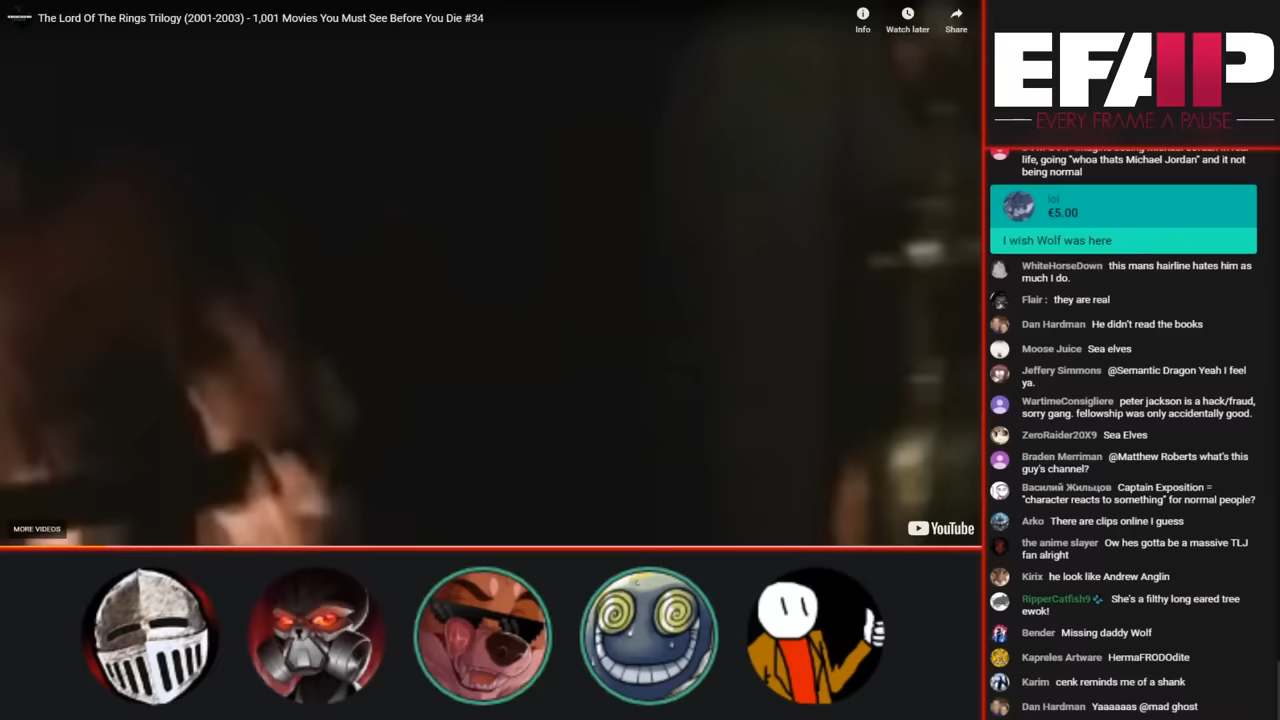 The Lord Of The Rings Trilogy (2001-2003) - 1,001 Movies You Must See Before You Die #34
Info
Watch later
Share
MORE VIDEOS
YouTube
EFAP
EVERY FRAME A PAUSE
life, going "whoa thats Michael Jordan" and it not
being normal
lol
€5.00
I wish Wolf was here
WhiteHorseDown this mans hairline hates him as
much I do.
Flair : they are real
Dan Hardman He didn't read the books
Moose Juice Sea elves
Jeffery Simmons @Semantic Dragon Yeah I feel
ya.
WartimeConsigliere peter jackson is a hack/fraud,
sorry gang. fellowship was only accidentally good.
ZeroRaider20X9 Sea Elves
Braden Merriman @Matthew Roberts what's this
guy's channel?
Василий Жильцов Captain Exposition =
"character reacts to something" for normal people?
Arko There are clips online I guess
the anime slayer Ow hes gotta be a massive TLJ
fan alright
Kirix he look like Andrew Anglin
RipperCatfish9 She's a filthy long eared tree
ewok!
Bender Missing daddy Wolf
Kapreles Artware HermaFRODOdite
Karim cenk reminds me of a shank
Dan Hardman Yaaaaaas @mad ghost